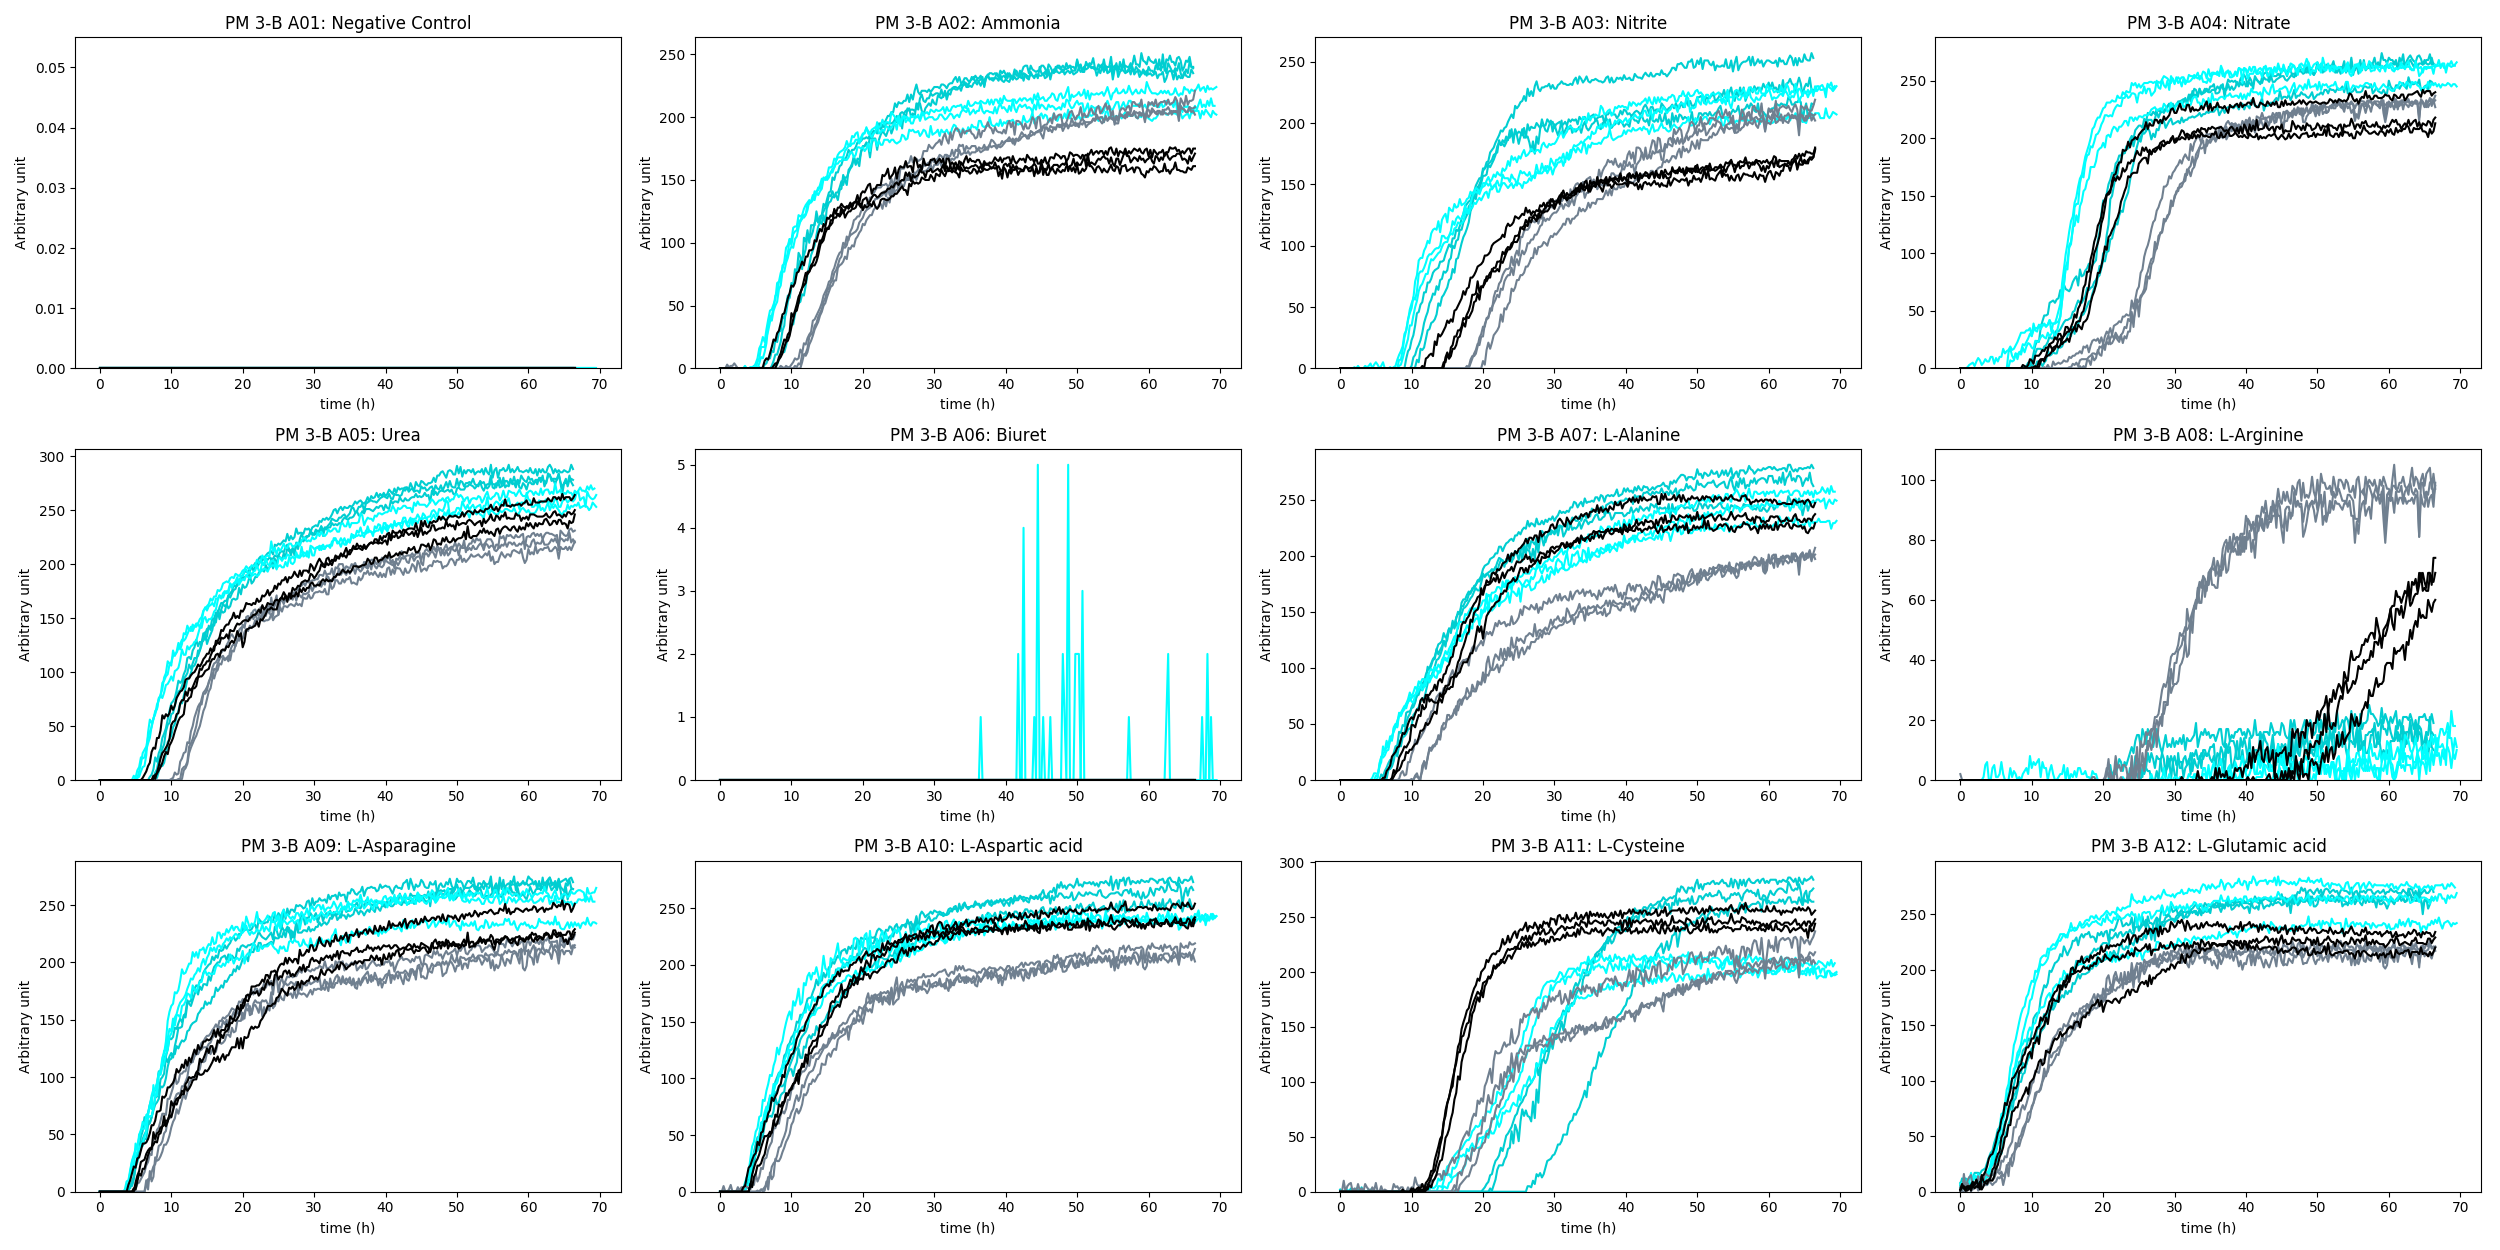 PM 3-B A01: Negative Control
PM 3-B A02: Ammonia
PM 3-B A03: Nitrite
PM 3-B A04: Nitrate
Arbitrary unit
0.05
0.04
0.03
0.02
0.01
0.00
0 10 20 30 40 50 60 70
time (h)
Arbitrary unit
250
200
150
100
50
0
0 10 20 30 40 50 60 70
time (h)
Arbitrary unit
250
200
150
100
50
0
0 10 20 30 40 50 60 70
time (h)
Arbitrary unit
250
200
150
100
50
0
0 10 20 30 40 50 60 70
time (h)
PM 3-B A05: Urea
PM 3-B A06: Biuret
PM 3-B A07: L-Alanine
PM 3-B A08: L-Arginine
Arbitrary unit
300
250
200
150
100
50
0
0 10 20 30 40 50 60 70
time (h)
Arbitrary unit
5
4
3
2
1
0
0 10 20 30 40 50 60 70
time (h)
Arbitrary unit
250
200
150
100
50
0
0 10 20 30 40 50 60 70
time (h)
Arbitrary unit
100
80
60
40
20
0
0 10 20 30 40 50 60 70
time (h)
PM 3-B A09: L-Asparagine
PM 3-B A10: L-Aspartic acid
PM 3-B A11: L-Cysteine
PM 3-B A12: L-Glutamic acid
Arbitrary unit
250
200
150
100
50
0
0 10 20 30 40 50 60 70
time (h)
Arbitrary unit
250
200
150
100
50
0
0 10 20 30 40 50 60 70
time (h)
Arbitrary unit
300
250
200
150
100
50
0
0 10 20 30 40 50 60 70
time (h)
Arbitrary unit
250
200
150
100
50
0
0 10 20 30 40 50 60 70
time (h)